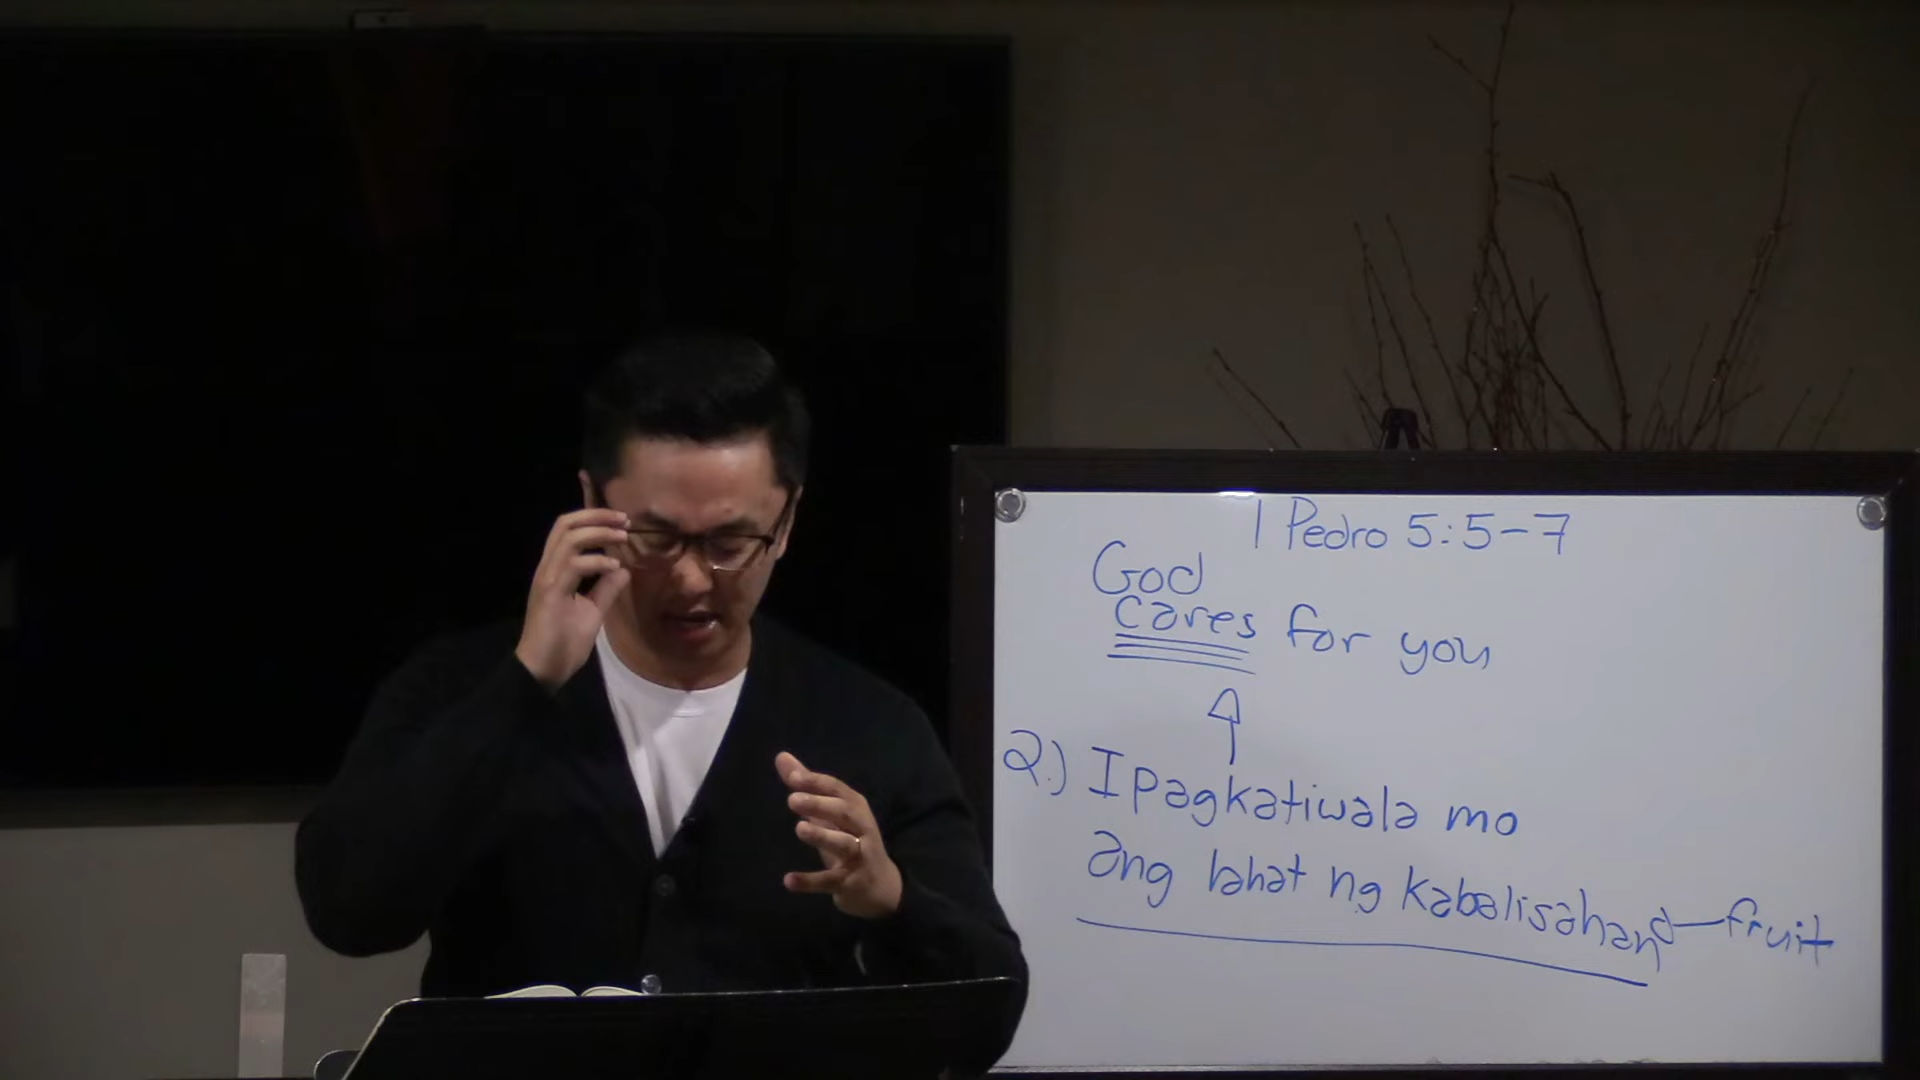 1 Pedro 5:5-7
God
cares for you
2.) Ipagkatiwala mo
ang lahat ng kabalisahan - fruit